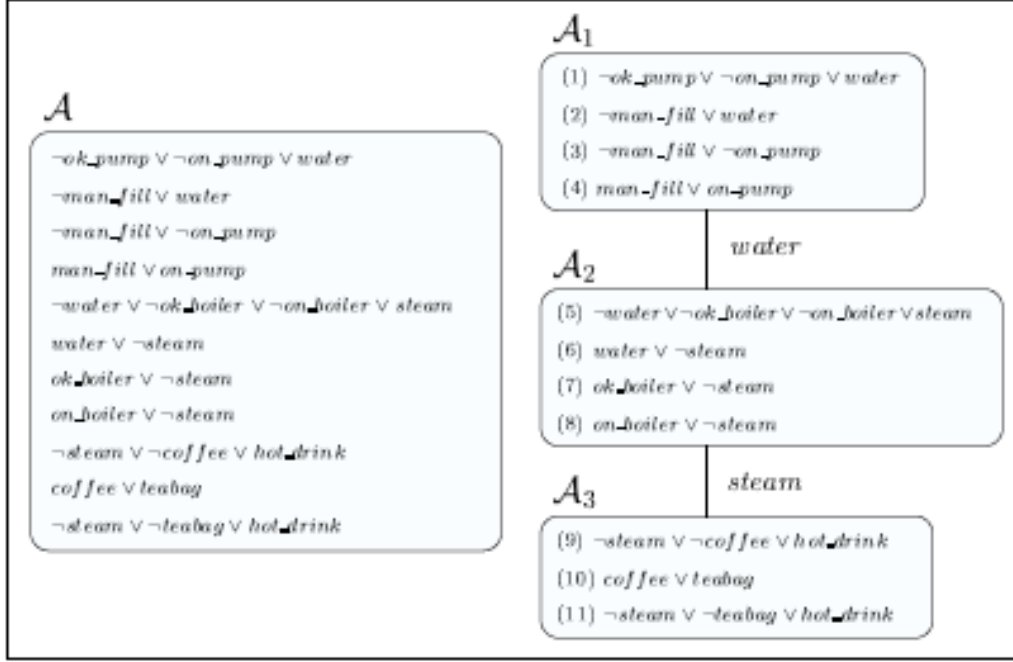 𝒜
¬ok_pump ∨ ¬on_pump ∨ water
¬man_fill ∨ water
¬man_fill ∨ ¬on_pump
man_fill ∨ on_pump
¬water ∨ ¬ok_boiler ∨ ¬on_boiler ∨ steam
water ∨ ¬steam
ok_boiler ∨ ¬steam
on_boiler ∨ ¬steam
¬steam ∨ ¬coffee ∨ hot_drink
coffee ∨ teabag
¬steam ∨ ¬teabag ∨ hot_drink
𝒜₁
(1) ¬ok_pump ∨ ¬on_pump ∨ water
(2) ¬man_fill ∨ water
(3) ¬man_fill ∨ ¬on_pump
(4) man_fill ∨ on_pump
water
𝒜₂
(5) ¬water ∨ ¬ok_boiler ∨ ¬on_boiler ∨ steam
(6) water ∨ ¬steam
(7) ok_boiler ∨ ¬steam
(8) on_boiler ∨ ¬steam
steam
𝒜₃
(9) ¬steam ∨ ¬coffee ∨ hot_drink
(10) coffee ∨ teabag
(11) ¬steam ∨ ¬teabag ∨ hot_drink